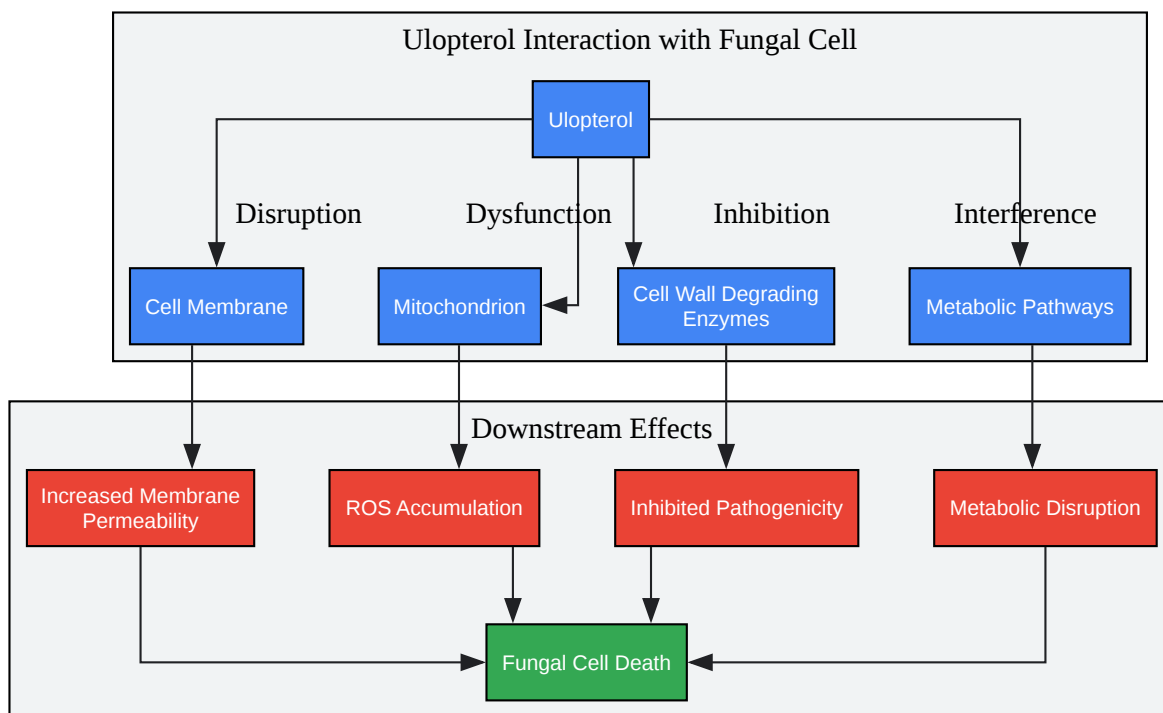 Ulopterol Interaction with Fungal Cell
Ulopterol
Disruption
Dysfunction
Inhibition
Interference
Cell Membrane
Mitochondrion
Cell Wall Degrading
Enzymes
Metabolic Pathways
Downstream Effects
Increased Membrane
Permeability
ROS Accumulation
Inhibited Pathogenicity
Metabolic Disruption
Fungal Cell Death